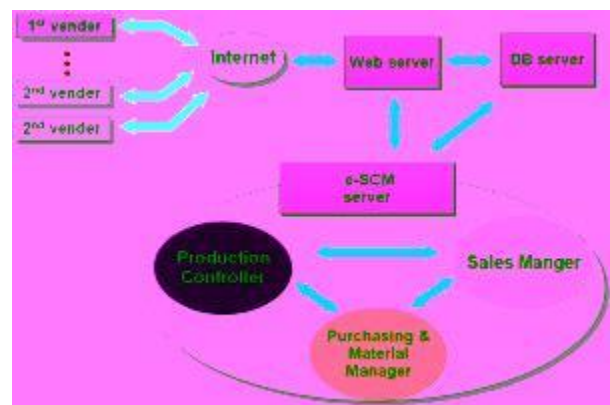 1st vender
Internet
Web server
DB server
2nd vender
2nd vender
e-SCM
server
Production
Controller
Sales Manger
Purchasing &
Material
Manager